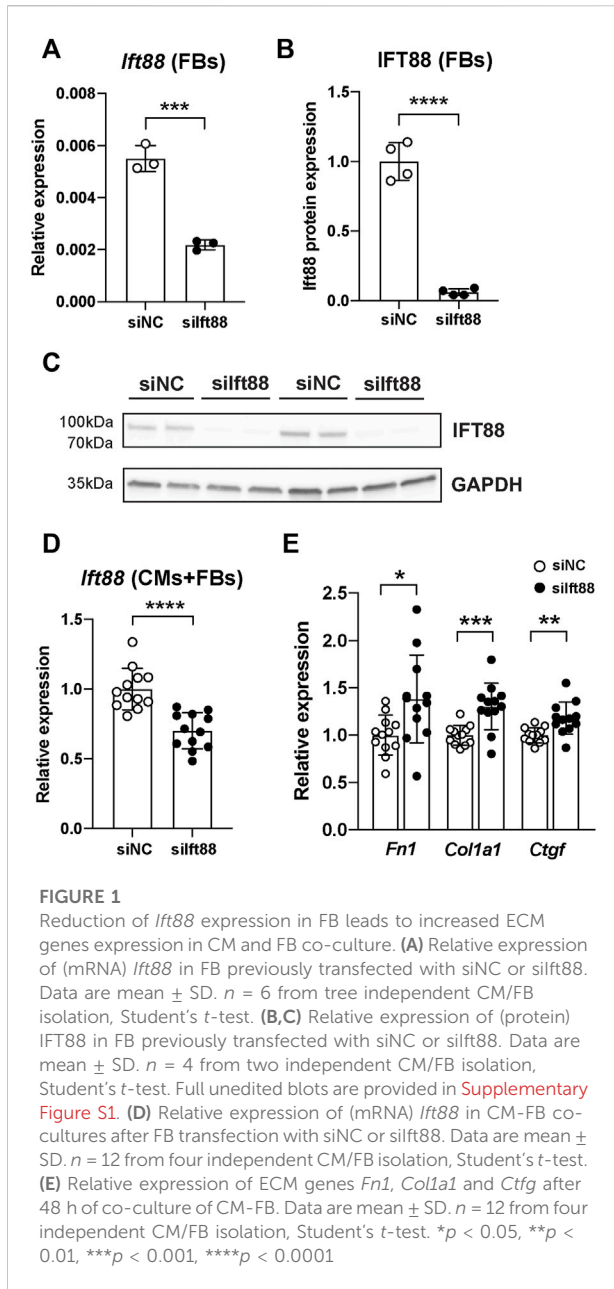 A
Ift88 (FBs)
Relative expression
0.008
0.006
0.004
0.002
0.000
***
siNC
siIft88
B
IFT88 (FBs)
Ift88 protein expression
1.5
1.0
0.5
0.0
****
siNC
siIft88
C
siNC siIft88 siNC siIft88
100kDa
70kDa
IFT88
35kDa
GAPDH
D
Ift88 (CMs+FBs)
Relative expression
1.5
1.0
0.5
0.0
****
siNC
siIft88
E
siNC
siIft88
Relative expression
2.5
2.0
1.5
1.0
0.0
*
***
**
Fn1
Col1a1
Ctgf
FIGURE 1
Reduction of Ift88 expression in FB leads to increased ECM
genes expression in CM and FB co-culture. (A) Relative expression
of (mRNA) Ift88 in FB previously transfected with siNC or siIft88.
Data are mean ± SD. n = 6 from tree independent CM/FB
isolation, Student's t-test. (B,C) Relative expression of (protein)
IFT88 in FB previously transfected with siNC or siIft88. Data are
mean ± SD. n = 4 from two independent CM/FB isolation,
Student's t-test. Full unedited blots are provided in Supplementary
Figure S1. (D) Relative expression of (mRNA) Ift88 in CM-FB co-
cultures after FB transfection with siNC or siIft88. Data are mean ±
SD. n = 12 from four independent CM/FB isolation, Student's t-test.
(E) Relative expression of ECM genes Fn1, Col1a1 and Ctfg after
48 h of co-culture of CM-FB. Data are mean ± SD. n = 12 from four
independent CM/FB isolation, Student's t-test. *p < 0.05, **p <
0.01, ***p < 0.001, ****p < 0.0001